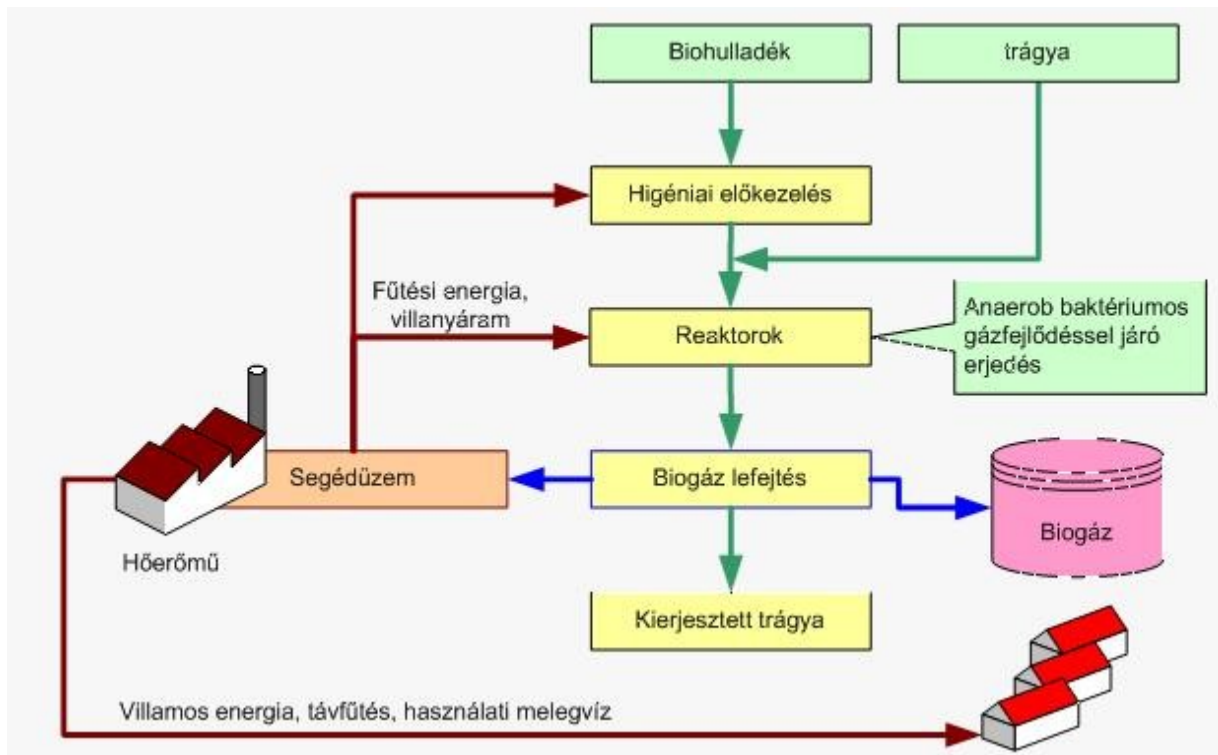 Biohulladék
trágya
Higéniai előkezelés
Fűtési energia,
villanyáram
Reaktorok
Anaerob baktériumos
gázfejlődéssel járó
erjedés
Segédüzem
Biogáz lefejtés
Biogáz
Hőerőmű
Kierjesztett trágya
Villamos energia, távfűtés, használati melegvíz